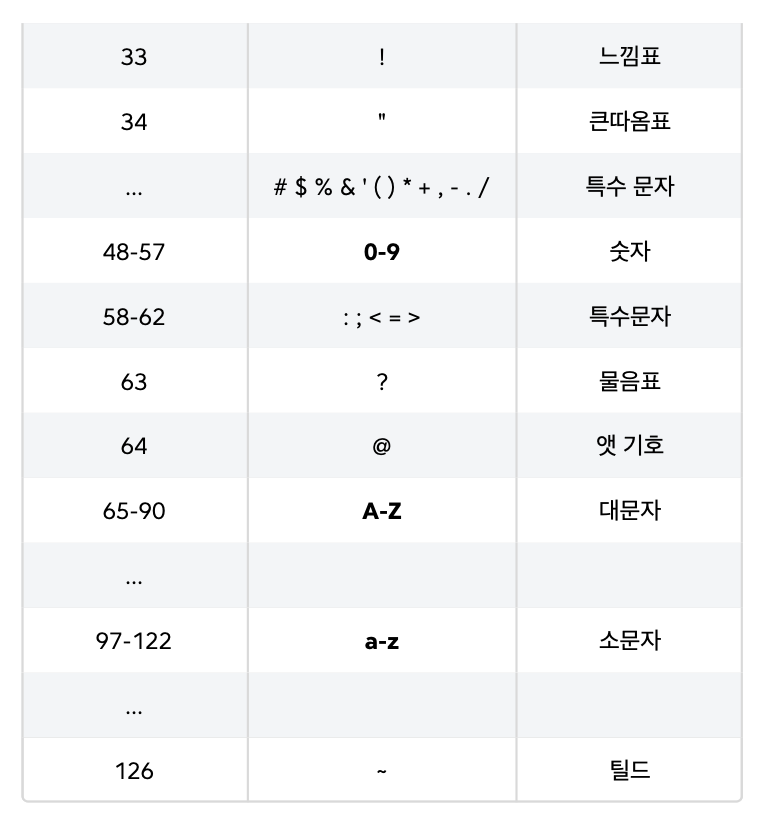 33 ! 느낌표
34 " 큰따옴표
... # $ % & ' ( ) * + , - . / 특수 문자
48-57 0-9 숫자
58-62 : ; < = > 특수문자
63 ? 물음표
64 @ 앳 기호
65-90 A-Z 대문자
...
97-122 a-z 소문자
...
126 ~ 틸드